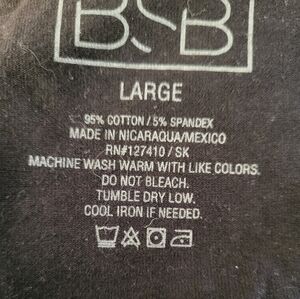 BSB
LARGE
95% COTTON / 5% SPANDEX
MADE IN NICARAQUA/MEXICO
RN#127410 / SK
MACHINE WASH WARM WITH LIKE COLORS.
DO NOT BLEACH.
TUMBLE DRY LOW.
COOL IRON IF NEEDED.